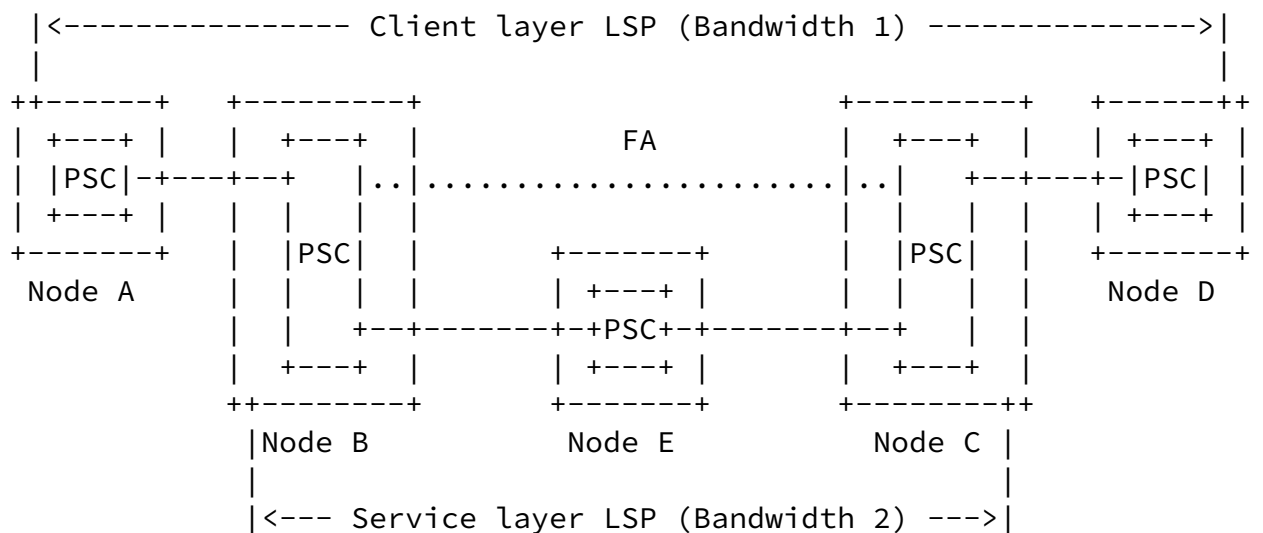 |<---------------- Client layer LSP (Bandwidth 1) --------------->|
|                                                                 |
++------+   +---------+                       +---------+   +------++
| +---+ |   |  +---+  |           FA          |  +---+  |   | +---+ |
| |PSC|-+---+--+   |..|.......................|..|   +--+---+-|PSC| |
| +---+ |   |  |   |  |                       |  |   |  |   | +---+ |
+-------+   |  |PSC|  |       +-------+       |  |PSC|  |   +-------+
Node A      |  |   |  |       | +---+ |       |  |   |  |    Node D
|  |   +--+-------+-+PSC+-+-------+--+   |  |
|  +---+  |       | +---+ |       |  +---+  |
++--------+       +-------+       +--------++
|Node B            Node E           Node C |
|                                          |
|<--- Service layer LSP (Bandwidth 2) --->|